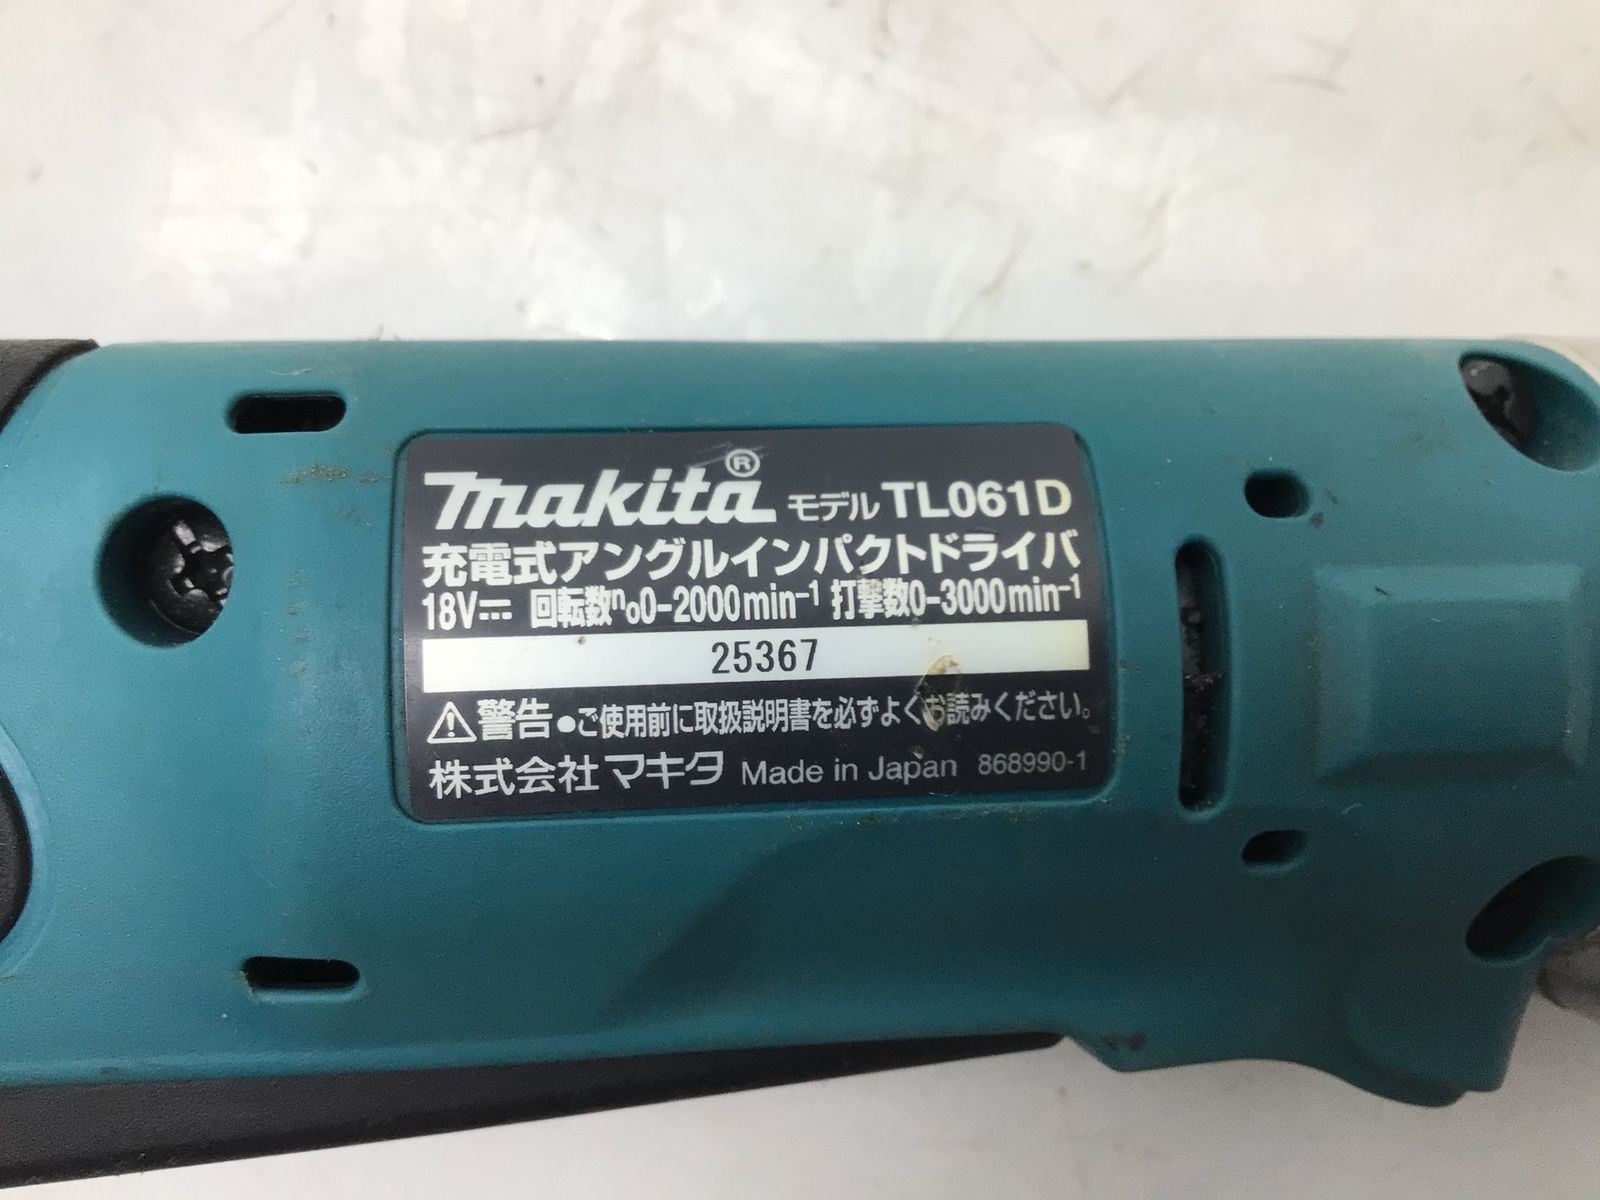 makita® モデル TL061D
充電式アングルインパクトドライバ
18V⎓ 回転数n₀0-2000min⁻¹ 打撃数0-3000min⁻¹
25367
⚠警告 ●ご使用前に取扱説明書を必ずよくお読みください。
株式会社マキタ Made in Japan 868990-1